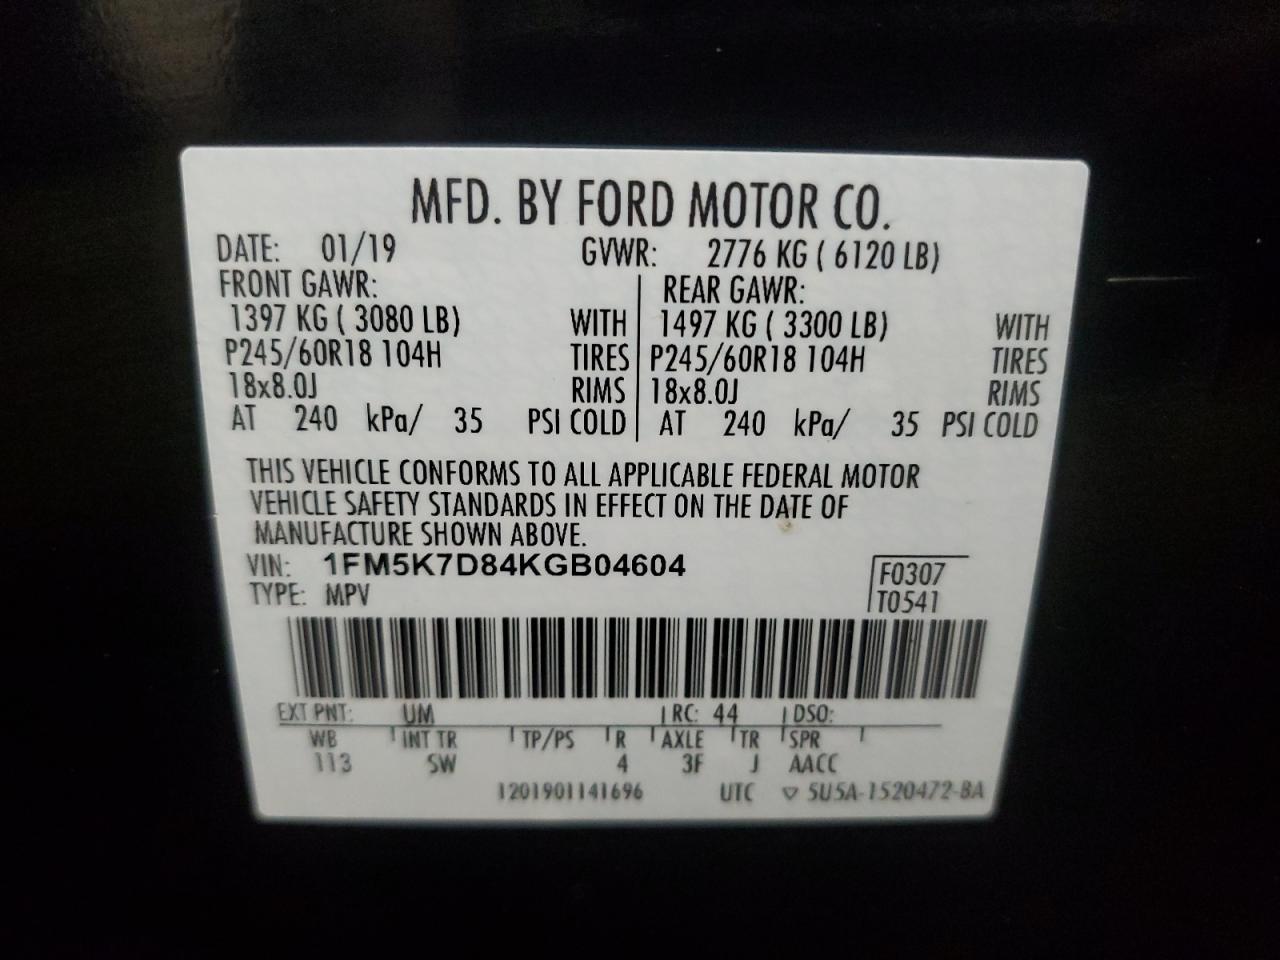 MFD. BY FORD MOTOR CO.
DATE: 01/19 GVWR: 2776 KG ( 6120 LB)
FRONT GAWR: REAR GAWR:
1397 KG ( 3080 LB) WITH 1497 KG ( 3300 LB) WITH
P245/60R18 104H TIRES P245/60R18 104H TIRES
18x8.0J RIMS 18x8.0J RIMS
AT 240 kPa/ 35 PSI COLD AT 240 kPa/ 35 PSI COLD
THIS VEHICLE CONFORMS TO ALL APPLICABLE FEDERAL MOTOR
VEHICLE SAFETY STANDARDS IN EFFECT ON THE DATE OF
MANUFACTURE SHOWN ABOVE.
VIN: 1FM5K7D84KGB04604 F0307
TYPE: MPV T0541
EXT PNT: UM RC: 44 DSO:
WB INT TR TP/PS R AXLE TR SPR
113 SW 4 3F J AACC
1201901141696 UTC ▽ 5U5A-1520472-BA